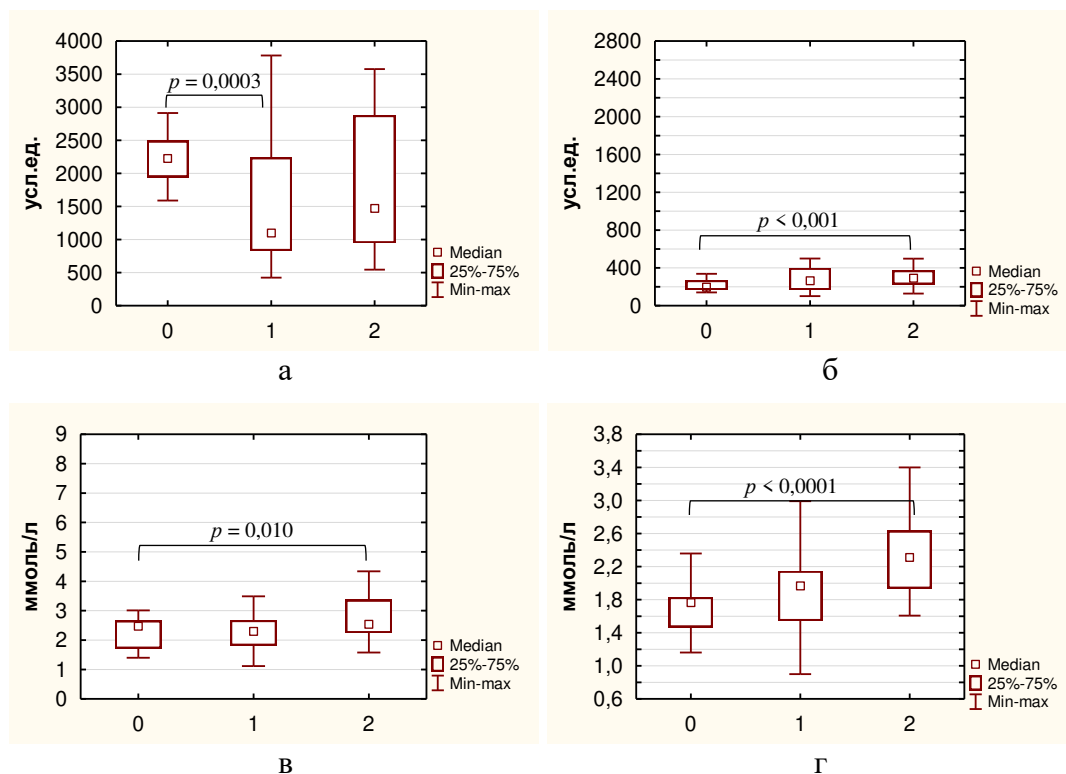 4000
3500
3000
2500
2000
1500
1000
500
0
усл.ед.
p = 0,0003
0 1 2
Median
25%-75%
Min-max
а
2800
2400
2000
1600
1200
800
400
0
усл.ед.
p < 0,001
0 1 2
Median
25%-75%
Min-max
б
9
8
7
6
5
4
3
2
1
0
ммоль/л
p = 0,010
0 1 2
Median
25%-75%
Min-max
в
3,8
3,4
3,0
2,6
2,2
1,8
1,4
1,0
0,6
ммоль/л
p < 0,0001
0 1 2
Median
25%-75%
Min-max
г